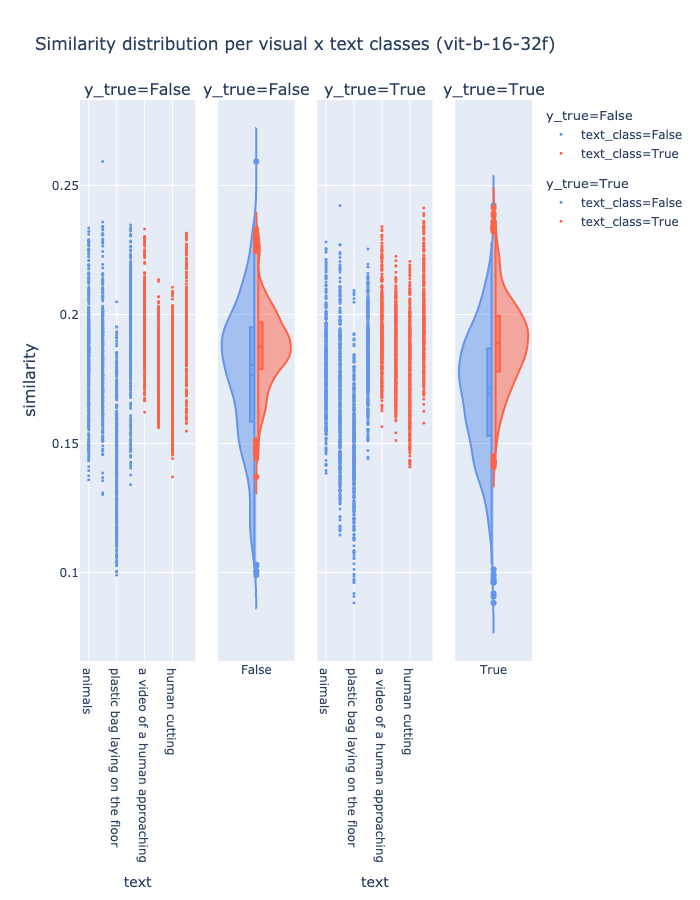 Similarity distribution per visual x text classes (vit-b-16-32f)
y_true=False
y_true=False
y_true=True
y_true=True
y_true=False
text_class=False
text_class=True
y_true=True
text_class=False
text_class=True
similarity
0.25
0.2
0.15
0.1
animals
plastic bag laying on the floor
a video of a human approaching
human cutting
False
animals
plastic bag laying on the floor
a video of a human approaching
human cutting
True
text
text